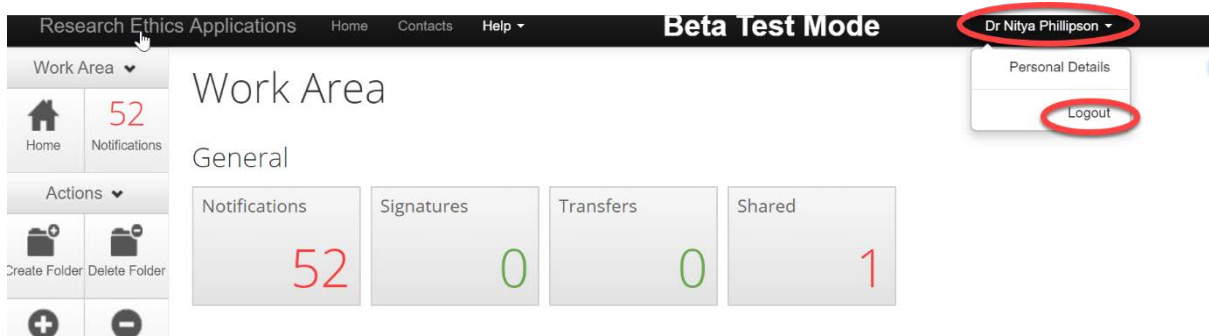 Research Ethics Applications Home Contacts Help Beta Test Mode Dr Nitya Phillipson
Personal Details
Logout
Work Area
Home
52
Notifications
Actions
Create Folder
Delete Folder
Work Area
General
Notifications
52
Signatures
0
Transfers
0
Shared
1